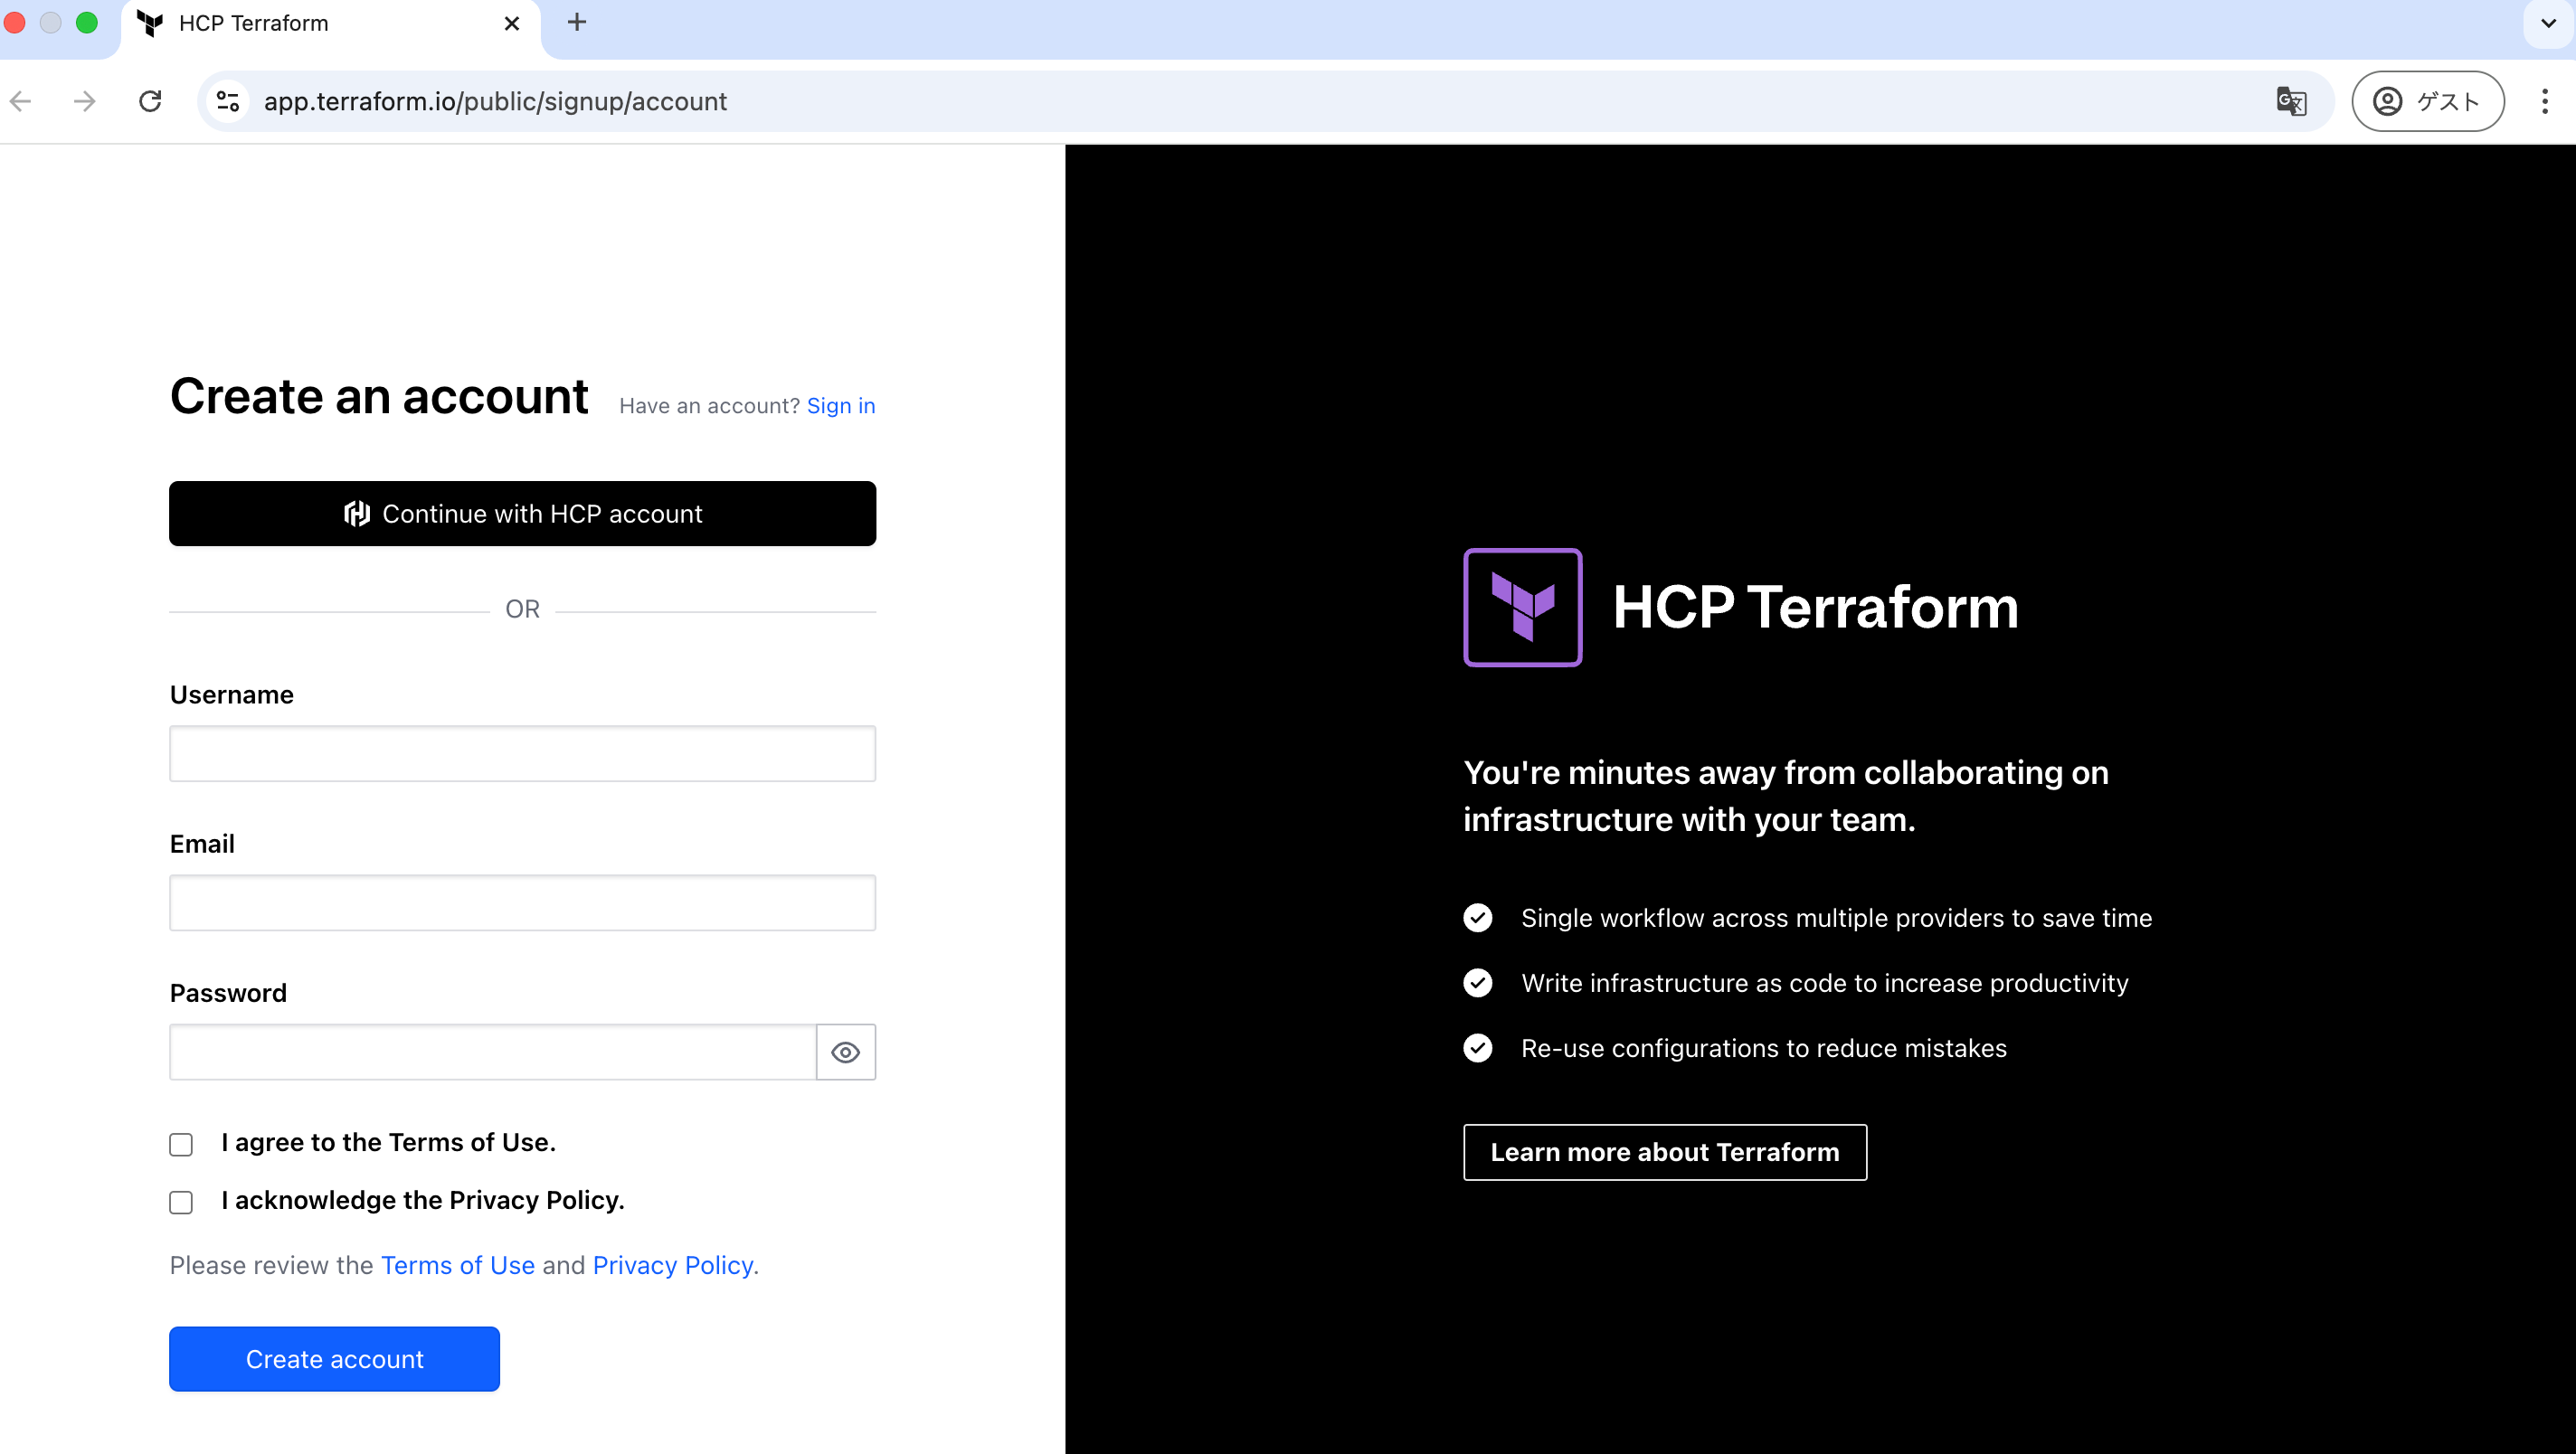 HCP Terraform
app.terraform.io/public/signup/account
ゲスト
Create an account
Have an account? Sign in
Continue with HCP account
OR
Username
Email
Password
I agree to the Terms of Use.
I acknowledge the Privacy Policy.
Please review the Terms of Use and Privacy Policy.
Create account
HCP Terraform
You're minutes away from collaborating on
infrastructure with your team.
Single workflow across multiple providers to save time
Write infrastructure as code to increase productivity
Re-use configurations to reduce mistakes
Learn more about Terraform